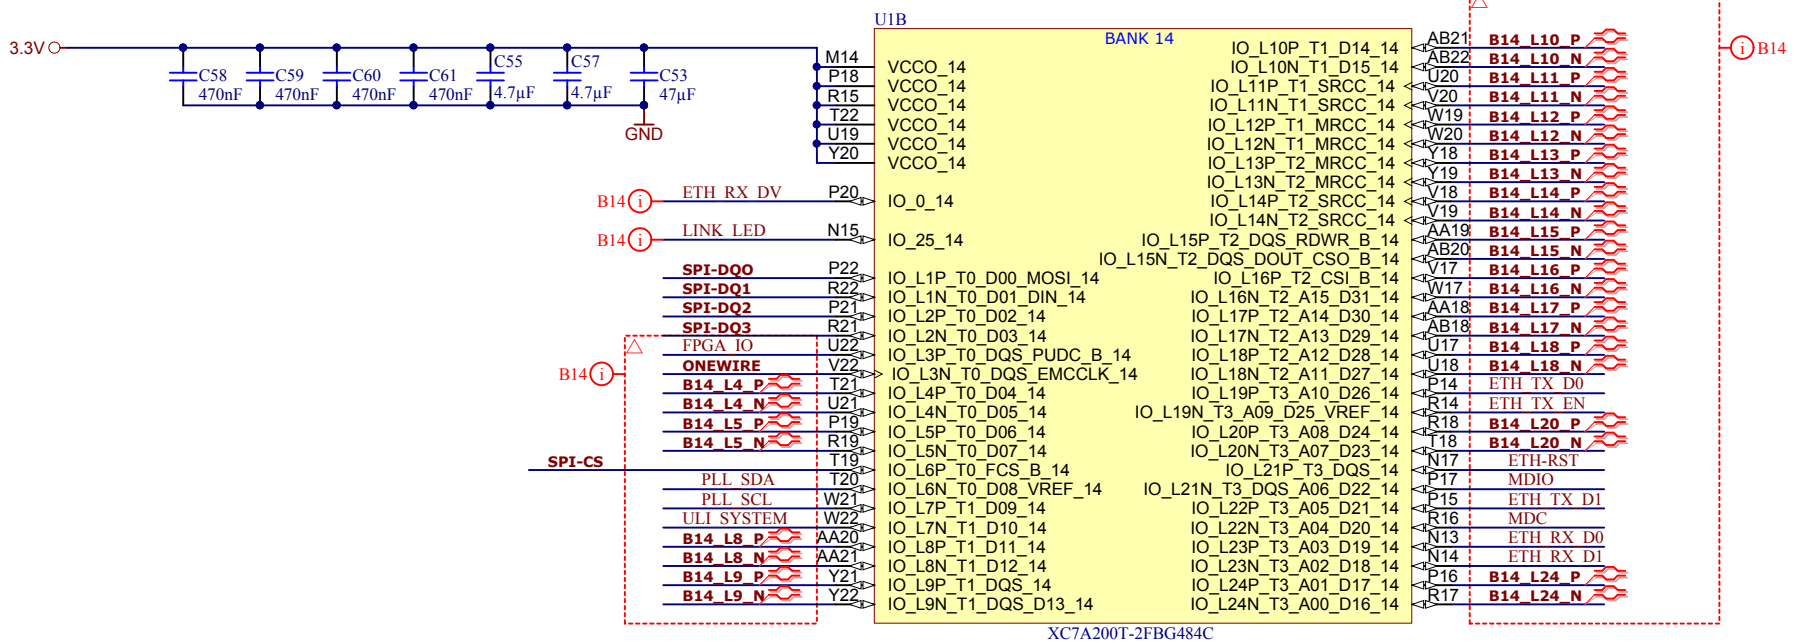 U1B
BANK 14
3.3V
C58
470nF
C59
470nF
C60
470nF
C61
470nF
C55
4.7µF
C57
4.7µF
C53
47µF
GND
M14 VCCO_14
P18 VCCO_14
R15 VCCO_14
T22 VCCO_14
U19 VCCO_14
Y20 VCCO_14
B14 i ETH_RX_DV P20 IO_0_14
B14 i LINK_LED N15 IO_25_14
SPI-DQ0 P22 IO_L1P_T0_D00_MOSI_14
SPI-DQ1 R22 IO_L1N_T0_D01_DIN_14
SPI-DQ2 P21 IO_L2P_T0_D02_14
SPI-DQ3 R21 IO_L2N_T0_D03_14
FPGA_IO U22 IO_L3P_T0_DQS_PUDC_B_14
B14 i ONEWIRE V22 IO_L3N_T0_DQS_EMCCLK_14
B14_L4_P T21 IO_L4P_T0_D04_14
B14_L4_N U21 IO_L4N_T0_D05_14
B14_L5_P P19 IO_L5P_T0_D06_14
B14_L5_N R19 IO_L5N_T0_D07_14
SPI-CS T19 IO_L6P_T0_FCS_B_14
PLL_SDA T20 IO_L6N_T0_D08_VREF_14
PLL_SCL W21 IO_L7P_T1_D09_14
ULI_SYSTEM W22 IO_L7N_T1_D10_14
B14_L8_P AA20 IO_L8P_T1_D11_14
B14_L8_N AA21 IO_L8N_T1_D12_14
B14_L9_P Y21 IO_L9P_T1_DQS_14
B14_L9_N Y22 IO_L9N_T1_DQS_D13_14
IO_L10P_T1_D14_14 AB21 B14_L10_P
i B14
IO_L10N_T1_D15_14 AB22 B14_L10_N
IO_L11P_T1_SRCC_14 U20 B14_L11_P
IO_L11N_T1_SRCC_14 V20 B14_L11_N
IO_L12P_T1_MRCC_14 W19 B14_L12_P
IO_L12N_T1_MRCC_14 W20 B14_L12_N
IO_L13P_T2_MRCC_14 Y18 B14_L13_P
IO_L13N_T2_MRCC_14 Y19 B14_L13_N
IO_L14P_T2_SRCC_14 V18 B14_L14_P
IO_L14N_T2_SRCC_14 V19 B14_L14_N
IO_L15P_T2_DQS_RDWR_B_14 AA19 B14_L15_P
IO_L15N_T2_DQS_DOUT_CSO_B_14 AB20 B14_L15_N
IO_L16P_T2_CSI_B_14 V17 B14_L16_P
IO_L16N_T2_A15_D31_14 W17 B14_L16_N
IO_L17P_T2_A14_D30_14 AA18 B14_L17_P
IO_L17N_T2_A13_D29_14 AB18 B14_L17_N
IO_L18P_T2_A12_D28_14 U17 B14_L18_P
IO_L18N_T2_A11_D27_14 U18 B14_L18_N
IO_L19P_T3_A10_D26_14 P14 ETH_TX_D0
IO_L19N_T3_A09_D25_VREF_14 R14 ETH_TX_EN
IO_L20P_T3_A08_D24_14 R18 B14_L20_P
IO_L20N_T3_A07_D23_14 T18 B14_L20_N
IO_L21P_T3_DQS_14 N17 ETH-RST
IO_L21N_T3_DQS_A06_D22_14 P17 MDIO
IO_L22P_T3_A05_D21_14 P15 ETH_TX_D1
IO_L22N_T3_A04_D20_14 R16 MDC
IO_L23P_T3_A03_D19_14 N13 ETH_RX_D0
IO_L23N_T3_A02_D18_14 N14 ETH_RX_D1
IO_L24P_T3_A01_D17_14 P16 B14_L24_P
IO_L24N_T3_A00_D16_14 R17 B14_L24_N
XC7A200T-2FBG484C